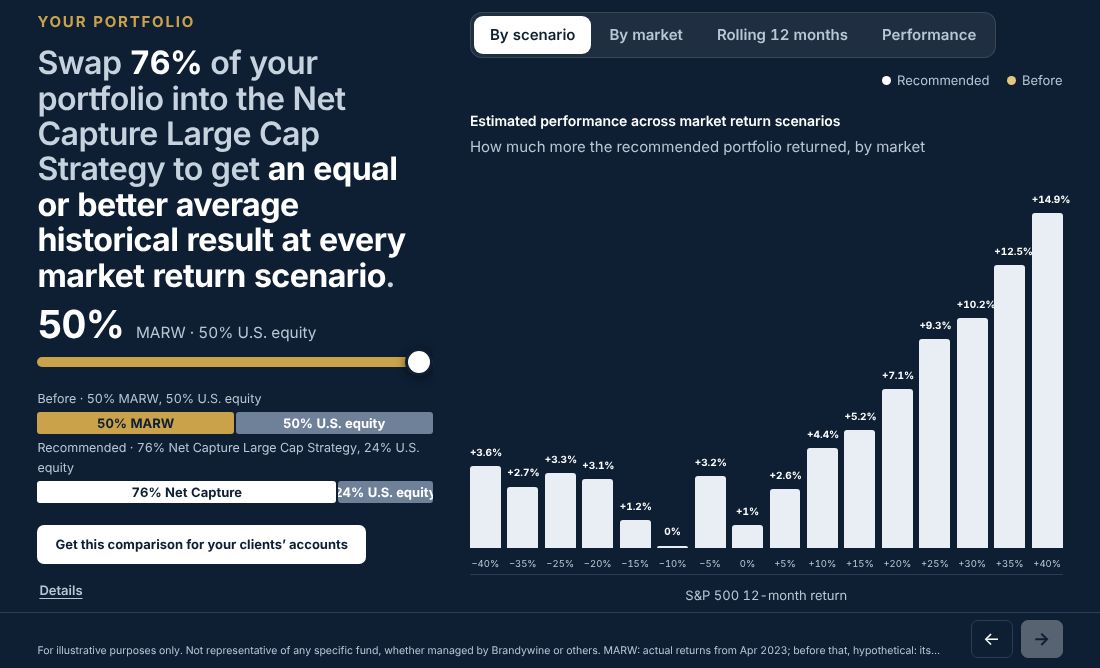 YOUR PORTFOLIO
Swap 76% of your
portfolio into the Net
Capture Large Cap
Strategy to get an equal
or better average
historical result at every
market return scenario.
50% MARW · 50% U.S. equity
Before · 50% MARW, 50% U.S. equity
50% MARW 50% U.S. equity
Recommended · 76% Net Capture Large Cap Strategy, 24% U.S.
equity
76% Net Capture 24% U.S. equity
Get this comparison for your clients’ accounts
Details
By scenario By market Rolling 12 months Performance
Recommended Before
Estimated performance across market return scenarios
How much more the recommended portfolio returned, by market
+3.6% +2.7% +3.3% +3.1% +1.2% 0% +3.2% +1% +2.6% +4.4% +5.2% +7.1% +9.3% +10.2% +12.5% +14.9%
−40% −35% −25% −20% −15% −10% −5% 0% +5% +10% +15% +20% +25% +30% +35% +40%
S&P 500 12-month return
For illustrative purposes only. Not representative of any specific fund, whether managed by Brandywine or others. MARW: actual returns from Apr 2023; before that, hypothetical: its...